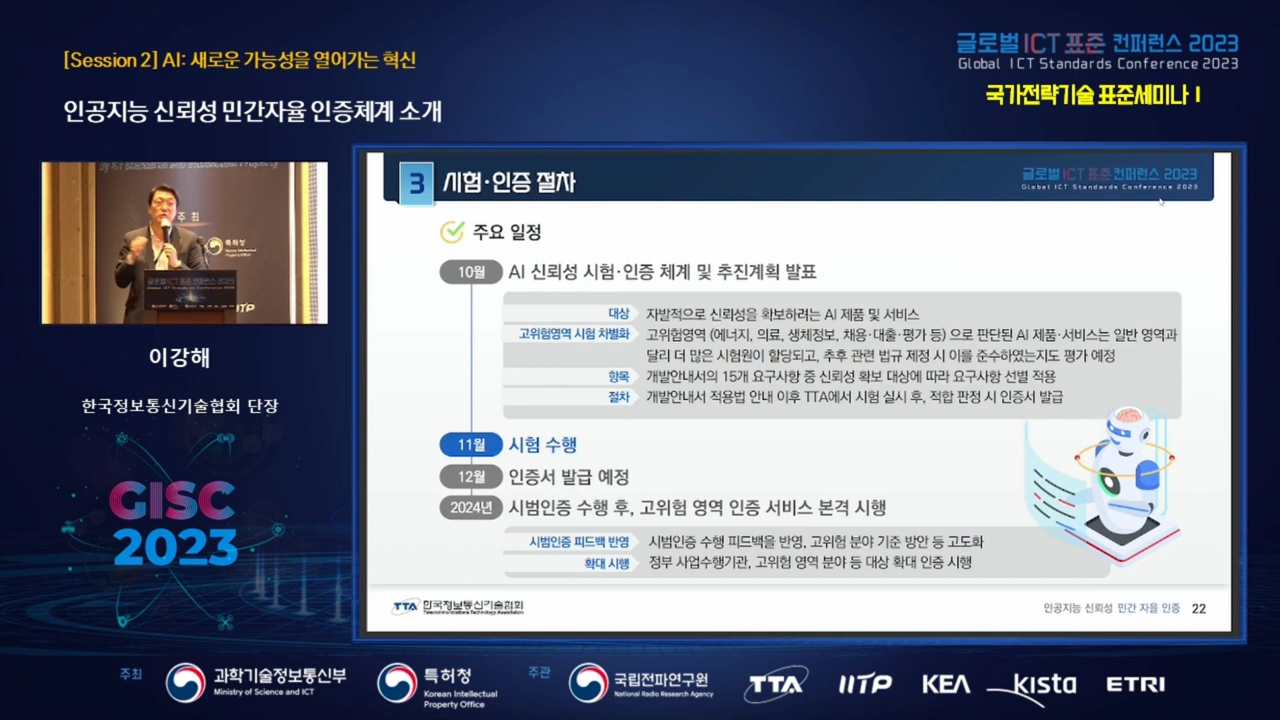 [Session 2] AI: 새로운 가능성을 열어가는 혁신
인공지능 신뢰성 민간자율 인증체계 소개
글로벌 ICT 표준 컨퍼런스 2023
Global ICT Standards Conference 2023
국가전략기술 표준세미나 I
주 최
특허청
글로벌 ICT 표준 컨퍼런스 2023
이강해
한국정보통신기술협회 단장
GISC
2023
3 시험·인증 절차
글로벌 ICT 표준 컨퍼런스 2023
Global ICT Standards Conference 2023
주요 일정
10월 AI 신뢰성 시험·인증 체계 및 추진계획 발표
대상 자발적으로 신뢰성을 확보하려는 AI 제품 및 서비스
고위험영역 시험 차별화 고위험영역 (에너지, 의료, 생체정보, 채용·대출·평가 등) 으로 판단된 AI 제품·서비스는 일반 영역과
달리 더 많은 시험원이 할당되고, 추후 관련 법규 제정 시 이를 준수하였는지도 평가 예정
항목 개발안내서의 15개 요구사항 중 신뢰성 확보 대상에 따라 요구사항 선별 적용
절차 개발안내서 적용법 안내 이후 TTA에서 시험 실시 후, 적합 판정 시 인증서 발급
11월 시험 수행
12월 인증서 발급 예정
2024년 시범인증 수행 후, 고위험 영역 인증 서비스 본격 시행
시범인증 피드백 반영 시범인증 수행 피드백을 반영, 고위험 분야 기준 방안 등 고도화
확대 시행 정부 사업수행기관, 고위험 영역 분야 등 대상 확대 인증 시행
TTA 한국정보통신기술협회
Telecommunications Technology Association
인공지능 신뢰성 민간 자율 인증 22
주최
과학기술정보통신부
Ministry of Science and ICT
특허청
Korean Intellectual
Property Office
주관
국립전파연구원
National Radio Research Agency
TTA
IITP
KEA
kista
ETRI